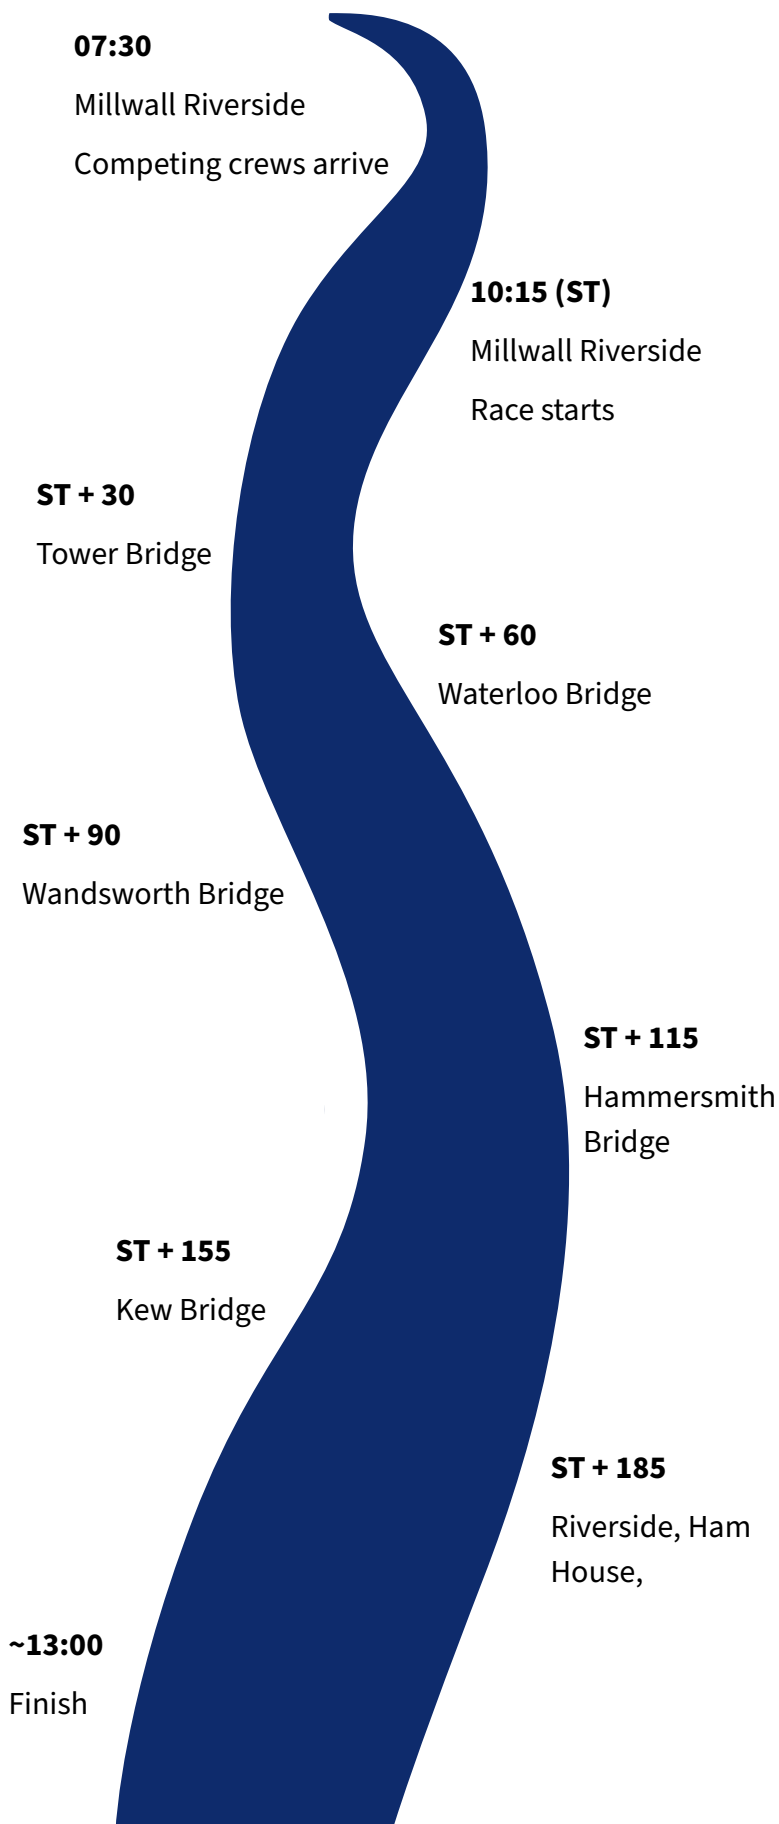 07:30
Millwall Riverside
Competing crews arrive
10:15 (ST)
Millwall Riverside
Race starts
ST + 30
Tower Bridge
ST + 60
Waterloo Bridge
ST + 90
Wandsworth Bridge
ST + 115
Hammersmith
Bridge
ST + 155
Kew Bridge
ST + 185
Riverside, Ham
House,
~13:00
Finish